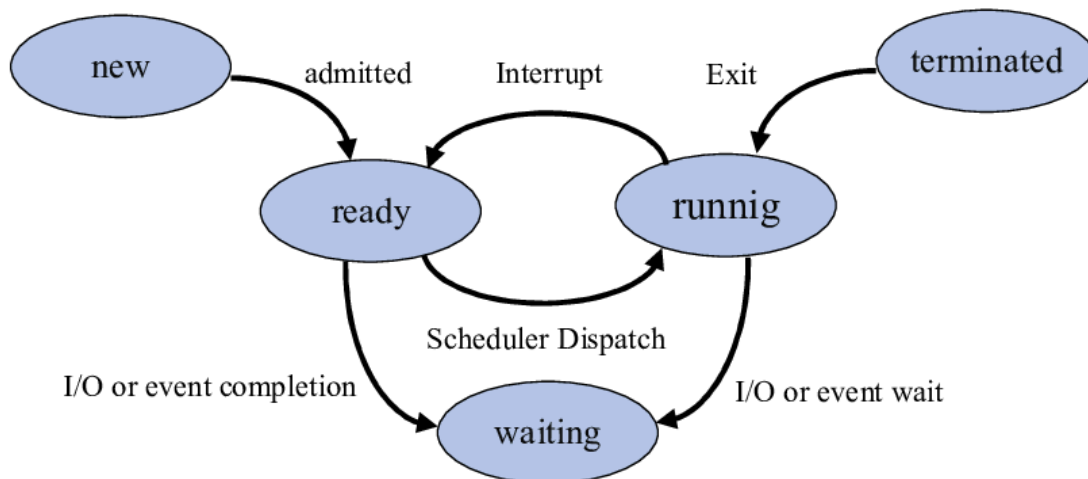 new
admitted
Interrupt
Exit
terminated
ready
runnig
Scheduler Dispatch
I/O or event completion
I/O or event wait
waiting